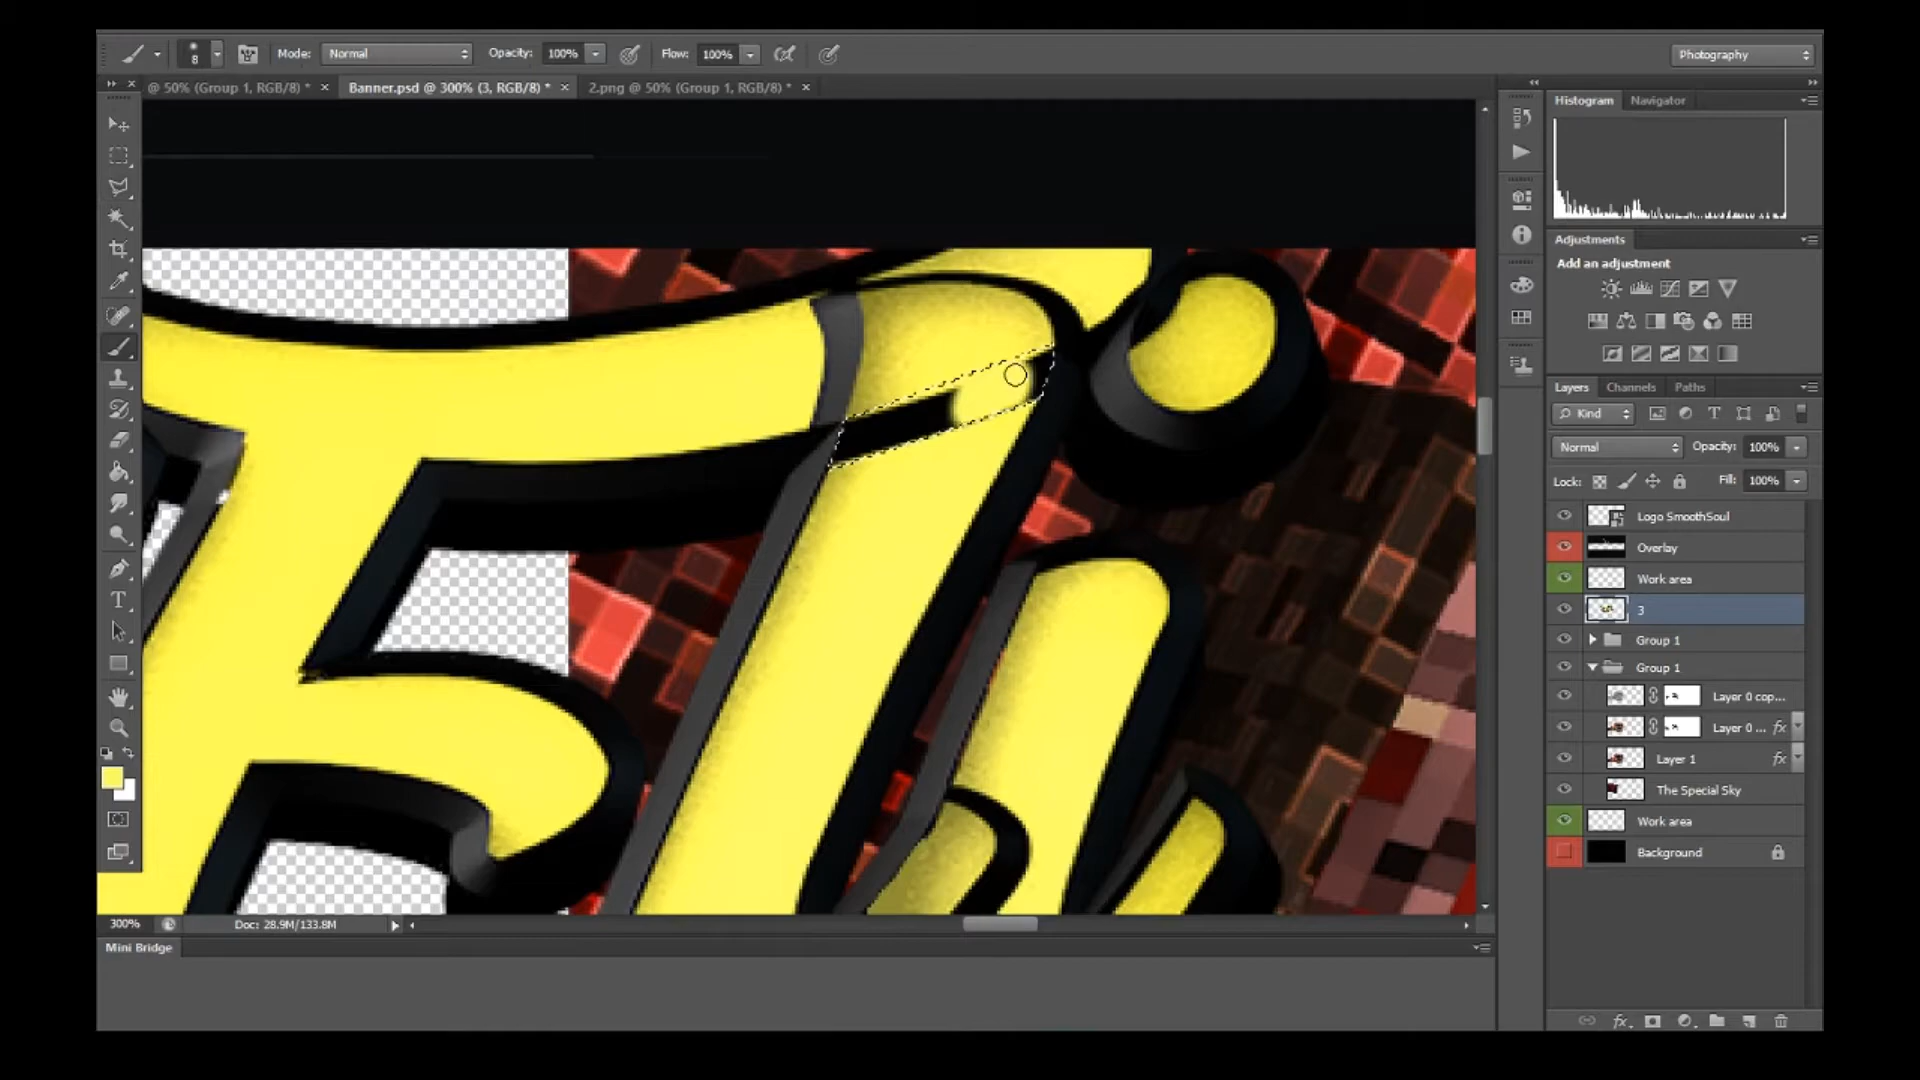 8 Mode: Normal Opacity: 100% Flow: 100% Photography
@ 50% (Group 1, RGB/8) * × Banner.psd @ 300% (3, RGB/8) * × 2.png @ 50% (Group 1, RGB/8) * ×
Histogram Navigator
Adjustments
Add an adjustment
Layers Channels Paths
Kind
Normal Opacity: 100%
Lock: Fill: 100%
Logo SmoothSoul
Overlay
Work area
3
Group 1
Group 1
Layer 0 cop...
Layer 0 ... fx
Layer 1 fx
The Special Sky
Work area
Background
300% Doc: 28.9M/133.8M
Mini Bridge